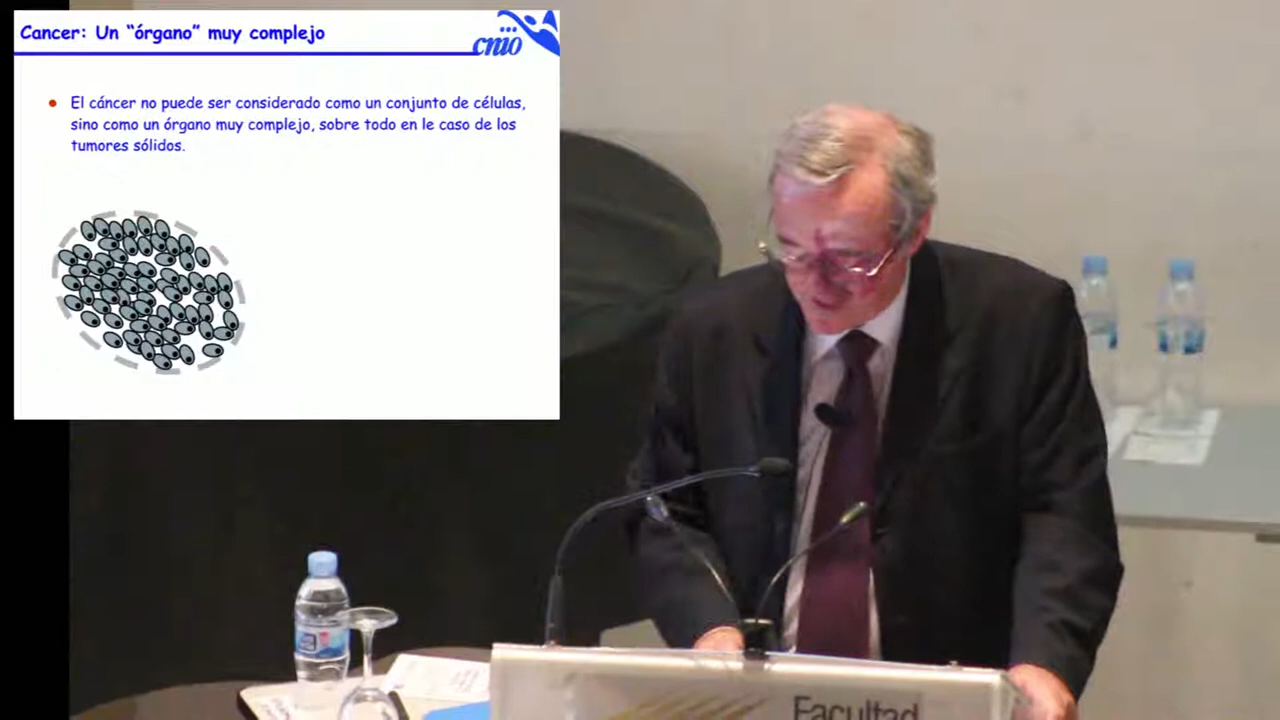 Cancer: Un “órgano” muy complejo
cnio
El cáncer no puede ser considerado como un conjunto de células,
sino como un órgano muy complejo, sobre todo en le caso de los
tumores sólidos.
Facultad